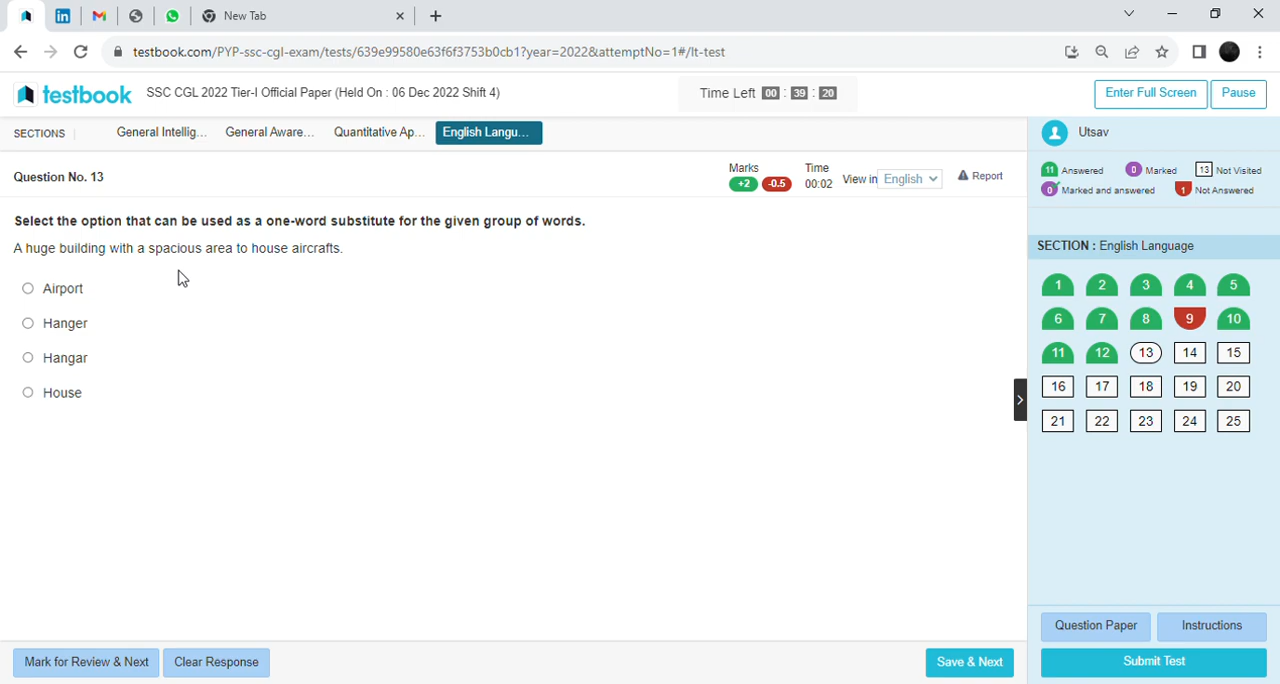 New Tab
testbook.com/PYP-ssc-cgl-exam/tests/639e99580e63f6f3753b0cb1?year=2022&attemptNo=1#/lt-test
testbook SSC CGL 2022 Tier-I Official Paper (Held On : 06 Dec 2022 Shift 4) Time Left 00 : 39 : 20 Enter Full Screen Pause
SECTIONS General Intellig... General Aware... Quantitative Ap... English Langu... Utsav
Question No. 13 Marks +2 -0.5 Time 00:02 View in English Report
11 Answered 0 Marked 13 Not Visited
0 Marked and answered 1 Not Answered
Select the option that can be used as a one-word substitute for the given group of words.
A huge building with a spacious area to house aircrafts.
Airport
Hanger
Hangar
House
SECTION : English Language
1 2 3 4 5
6 7 8 9 10
11 12 13 14 15
16 17 18 19 20
21 22 23 24 25
Question Paper Instructions
Mark for Review & Next Clear Response Save & Next Submit Test